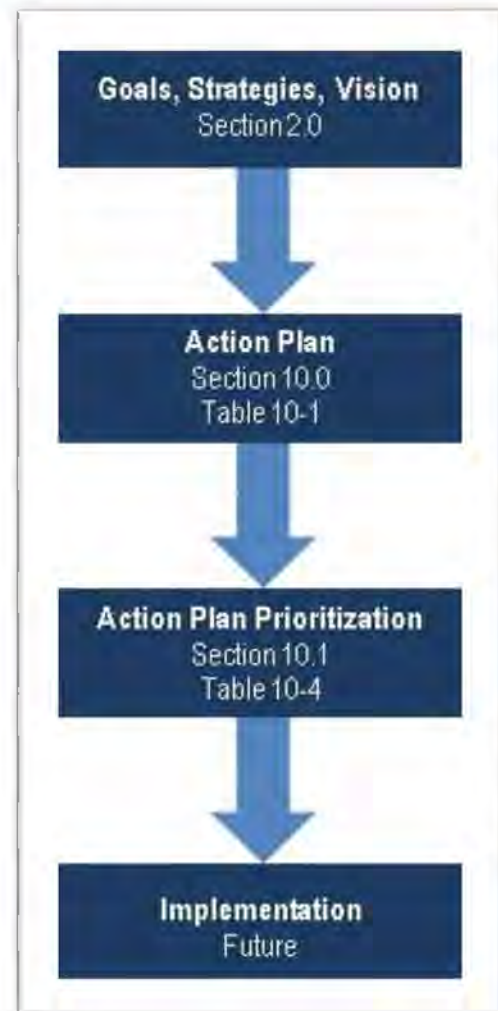 Goals, Strategies, Vision
Section 2.0
Action Plan
Section 10.0
Table 10-1
Action Plan Prioritization
Section 10.1
Table 10-4
Implementation
Future